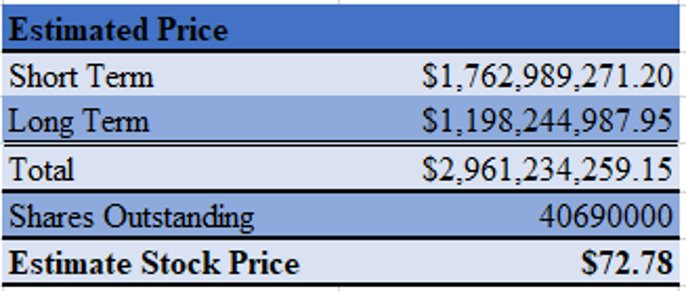 Estimated Price
Short Term $1,762,989,271.20
Long Term $1,198,244,987.95
Total $2,961,234,259.15
Shares Outstanding 40690000
Estimate Stock Price $72.78